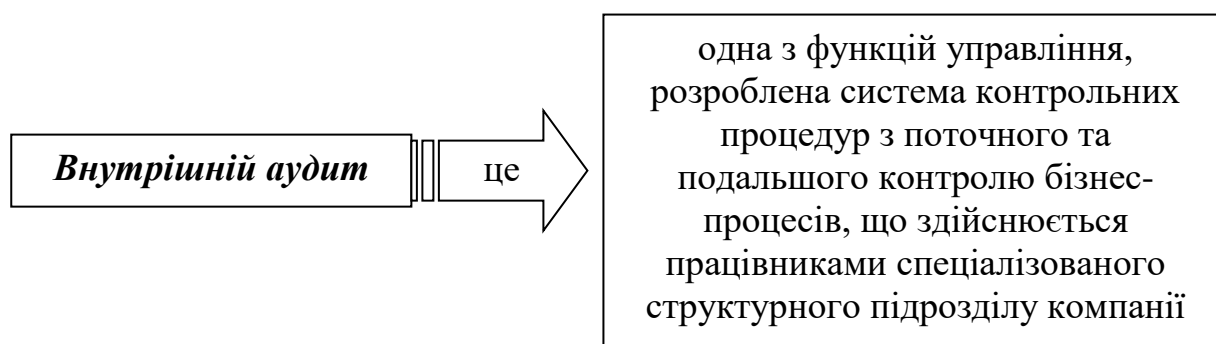 Внутрішній аудит
це
одна з функцій управління,
розроблена система контрольних
процедур з поточного та
подальшого контролю бізнес-
процесів, що здійснюється
працівниками спеціалізованого
структурного підрозділу компанії